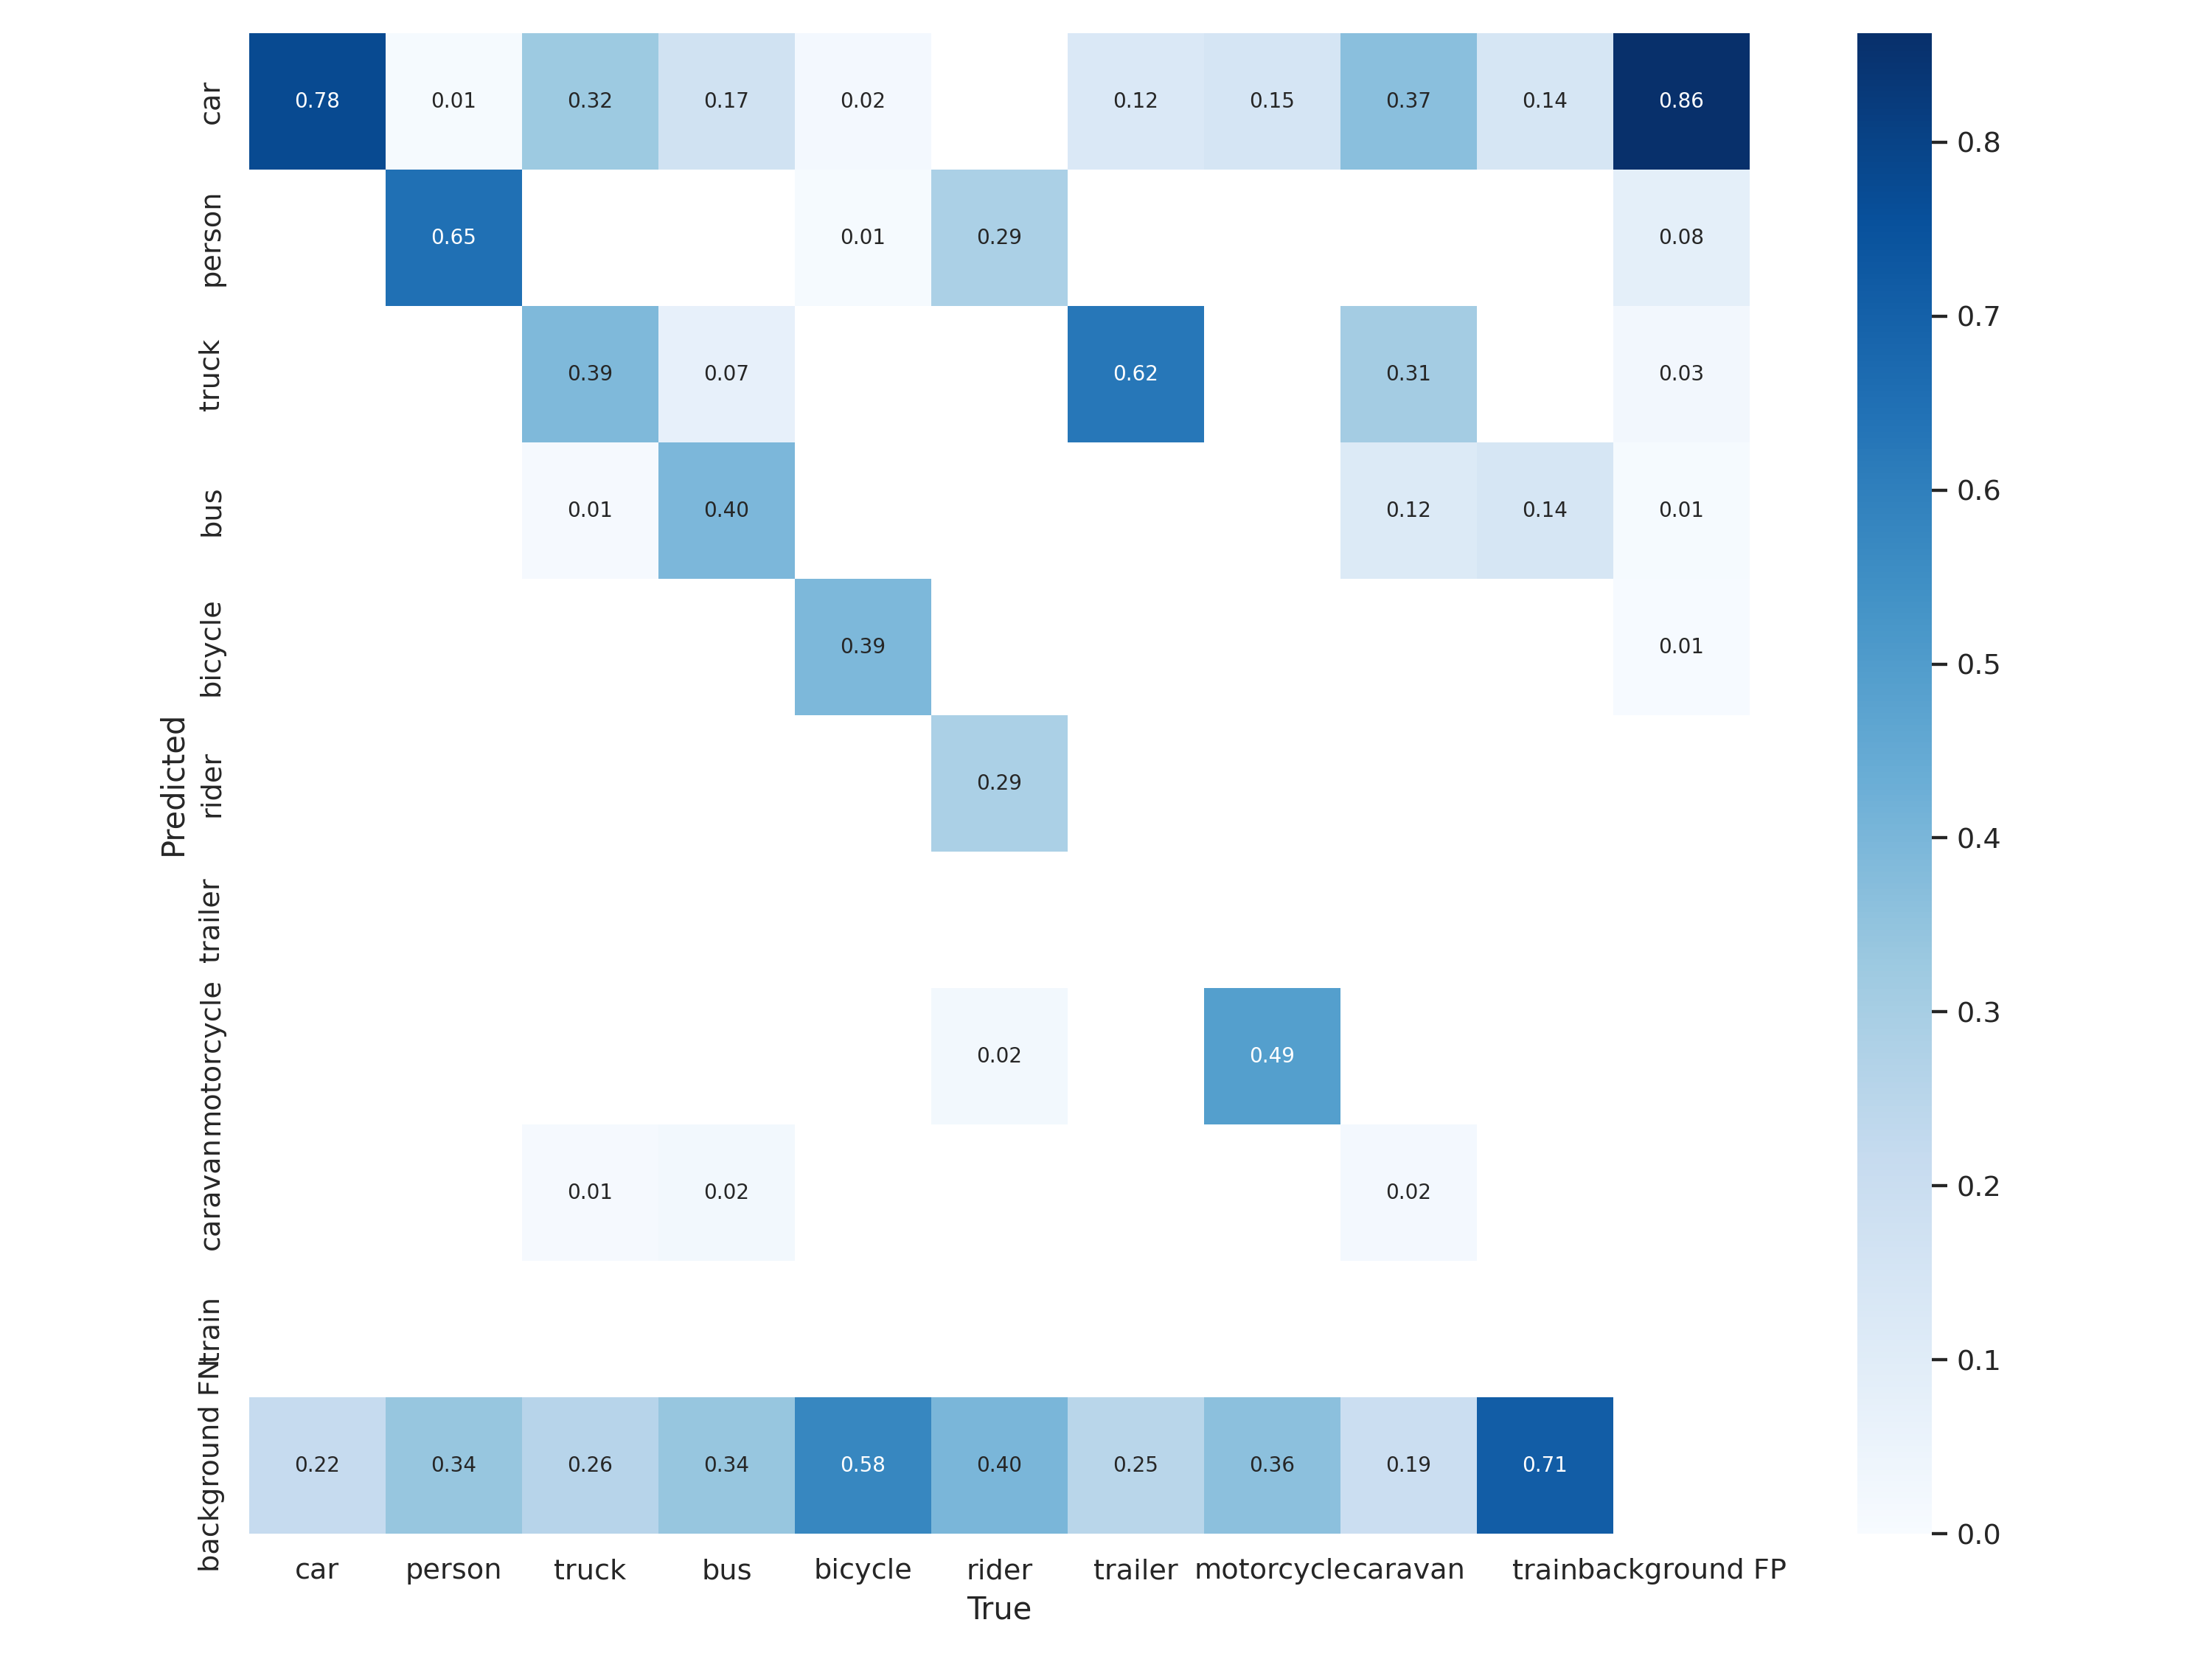 car 0.78 0.01 0.32 0.17 0.02 0.12 0.15 0.37 0.14 0.86
0.8
person 0.65 0.01 0.29 0.08
0.7
truck 0.39 0.07 0.62 0.31 0.03
0.6
bus 0.01 0.40 0.12 0.14 0.01
0.5
bicycle 0.39 0.01
Predicted
rider 0.29
0.4
trailer
0.3
motorcycle 0.02 0.49
caravan 0.01 0.02 0.02
0.2
train
0.1
background FN 0.22 0.34 0.26 0.34 0.58 0.40 0.25 0.36 0.19 0.71
0.0
car person truck bus bicycle rider trailer motorcycle caravan train background FP
True